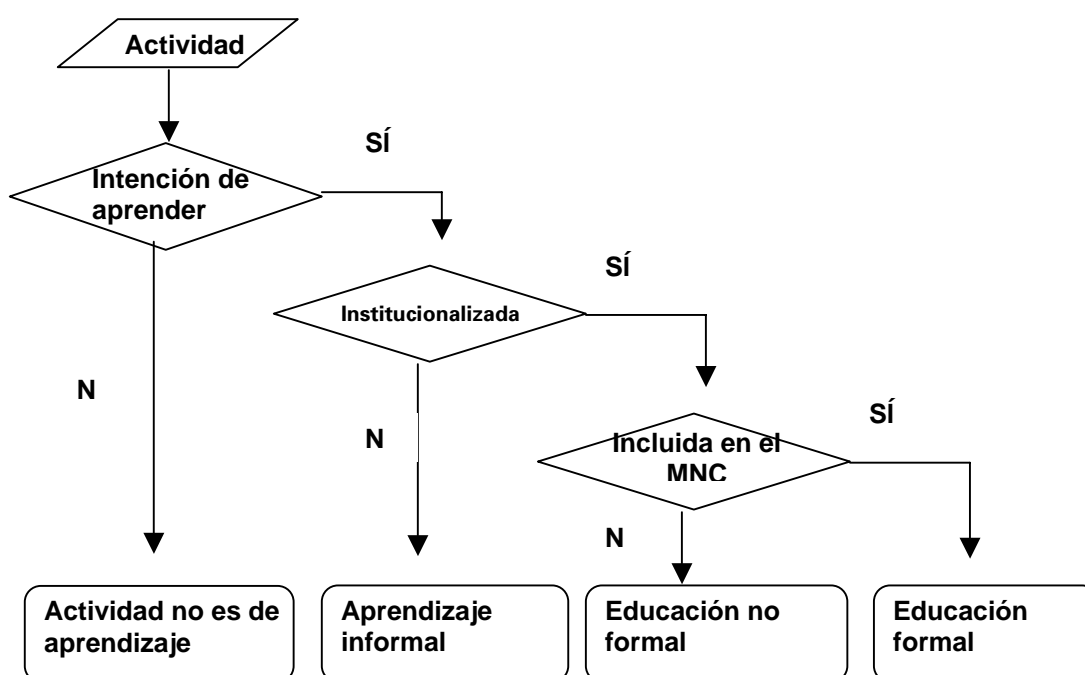 Actividad
SÍ
Intención de
aprender
SÍ
Institucionalizada
N
SÍ
N
Incluida en el
MNC
N
Actividad no es de
aprendizaje
Aprendizaje
informal
Educación no
formal
Educación
formal